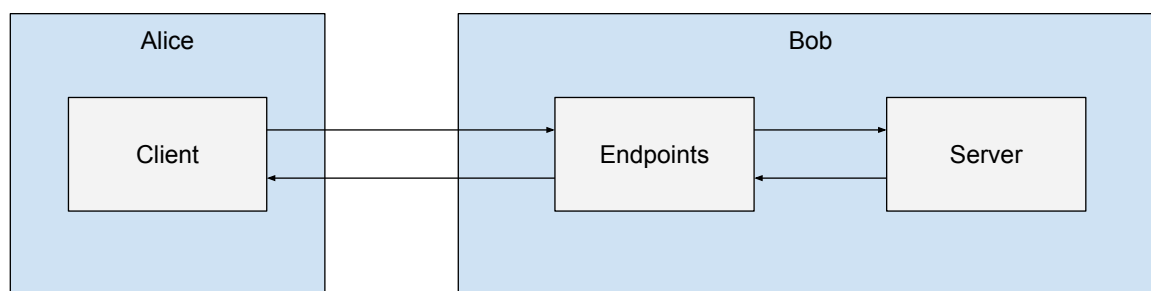 Alice
Bob
Client
Endpoints
Server